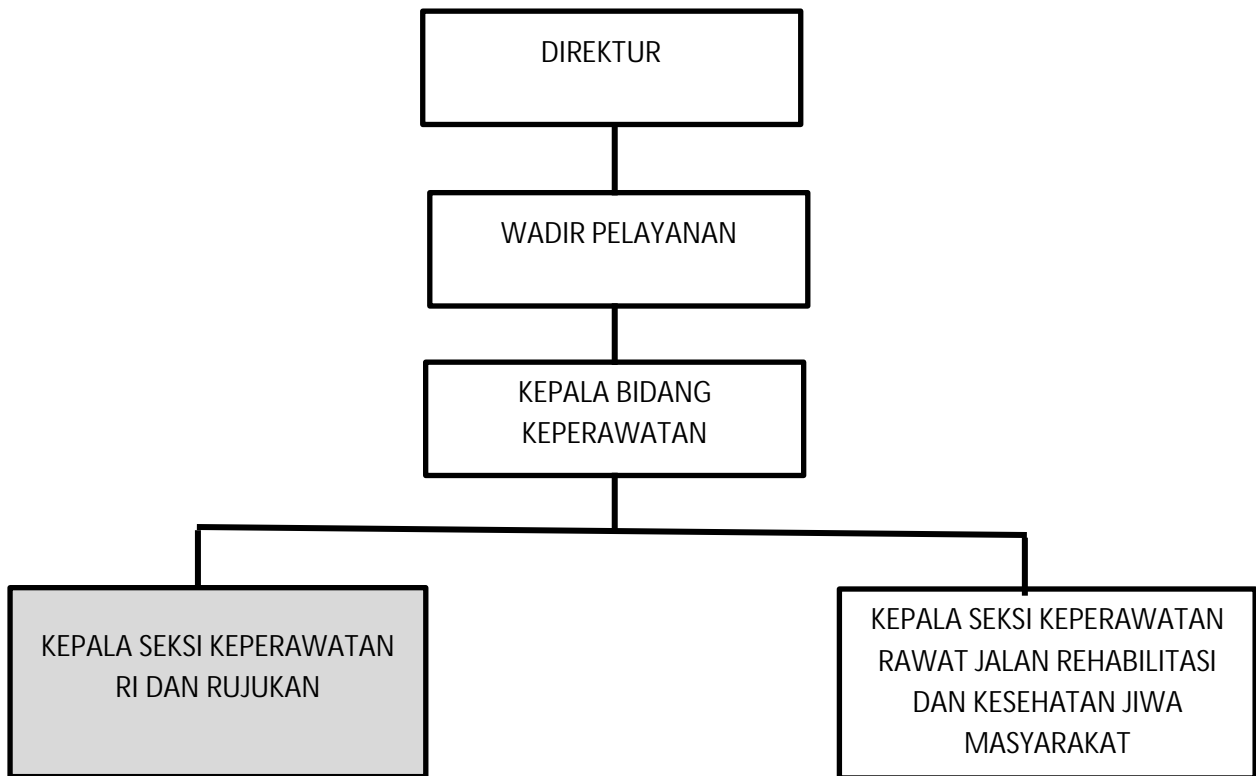 DIREKTUR
WADIR PELAYANAN
KEPALA BIDANG
KEPERAWATAN
KEPALA SEKSI KEPERAWATAN
RI DAN RUJUKAN
KEPALA SEKSI KEPERAWATAN
RAWAT JALAN REHABILITASI
DAN KESEHATAN JIWA
MASYARAKAT